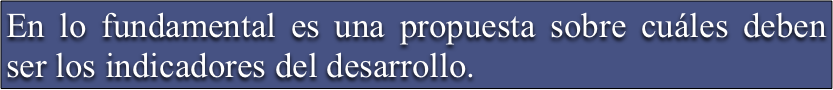 En lo fundamental es una propuesta sobre cuáles deben
ser los indicadores del desarrollo.